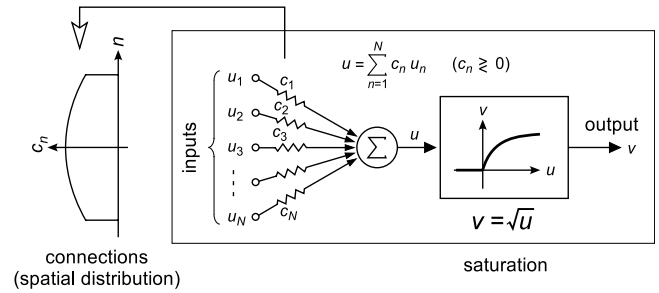 n
c_n
connections
(spatial distribution)
inputs
u_1
u_2
u_3
u_N
c_1
c_2
c_3
c_N
u = \sum_{n=1}^{N} c_n u_n (c_n ≷ 0)
Σ
u
v
u
v = √u
output
v
saturation